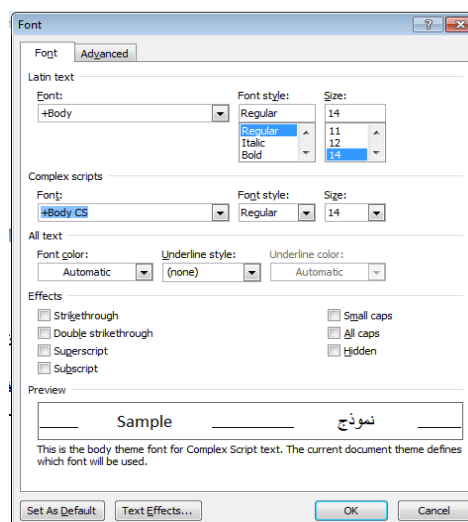 Font
Font Advanced
Latin text
Font: Font style: Size:
+Body Regular 14
Regular 11
Italic 12
Bold 14
Complex scripts
Font: Font style: Size:
+Body CS Regular 14
All text
Font color: Underline style: Underline color:
Automatic (none) Automatic
Effects
Strikethrough Small caps
Double strikethrough All caps
Superscript Hidden
Subscript
Preview
Sample نموذج
This is the body theme font for Complex Script text. The current document theme defines
which font will be used.
Set As Default Text Effects... OK Cancel